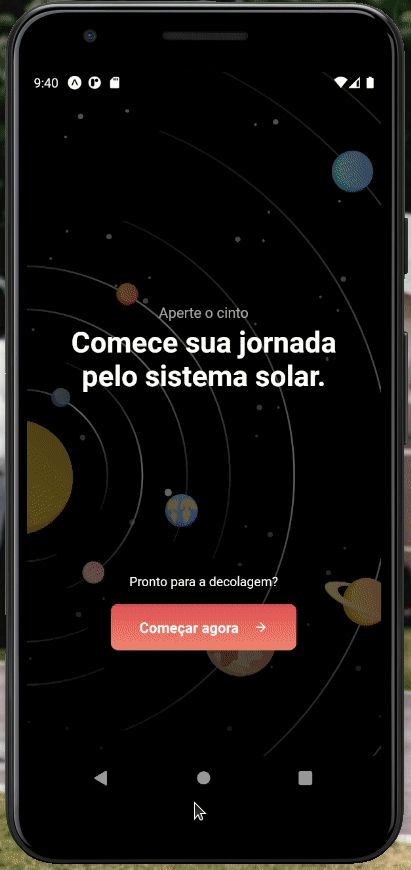 9:40
Aperte o cinto
Comece sua jornada
pelo sistema solar.
Pronto para a decolagem?
Começar agora